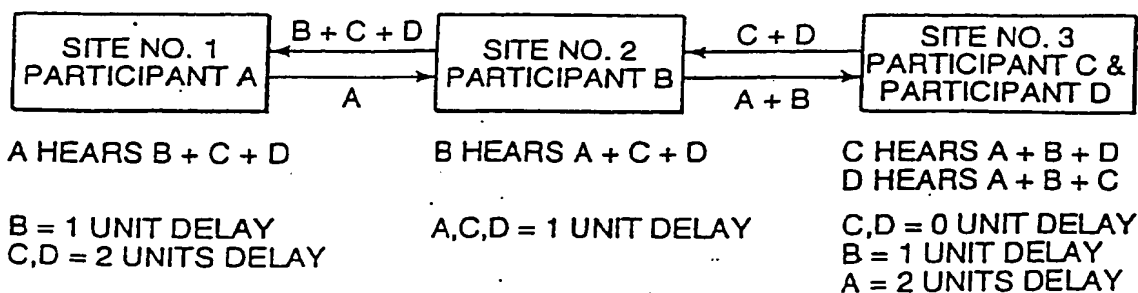 SITE NO. 1
PARTICIPANT A
B + C + D
A
SITE NO. 2
PARTICIPANT B
C + D
A + B
SITE NO. 3
PARTICIPANT C &
PARTICIPANT D
A HEARS B + C + D
B = 1 UNIT DELAY
C,D = 2 UNITS DELAY
B HEARS A + C + D
A,C,D = 1 UNIT DELAY
C HEARS A + B + D
D HEARS A + B + C
C,D = 0 UNIT DELAY
B = 1 UNIT DELAY
A = 2 UNITS DELAY